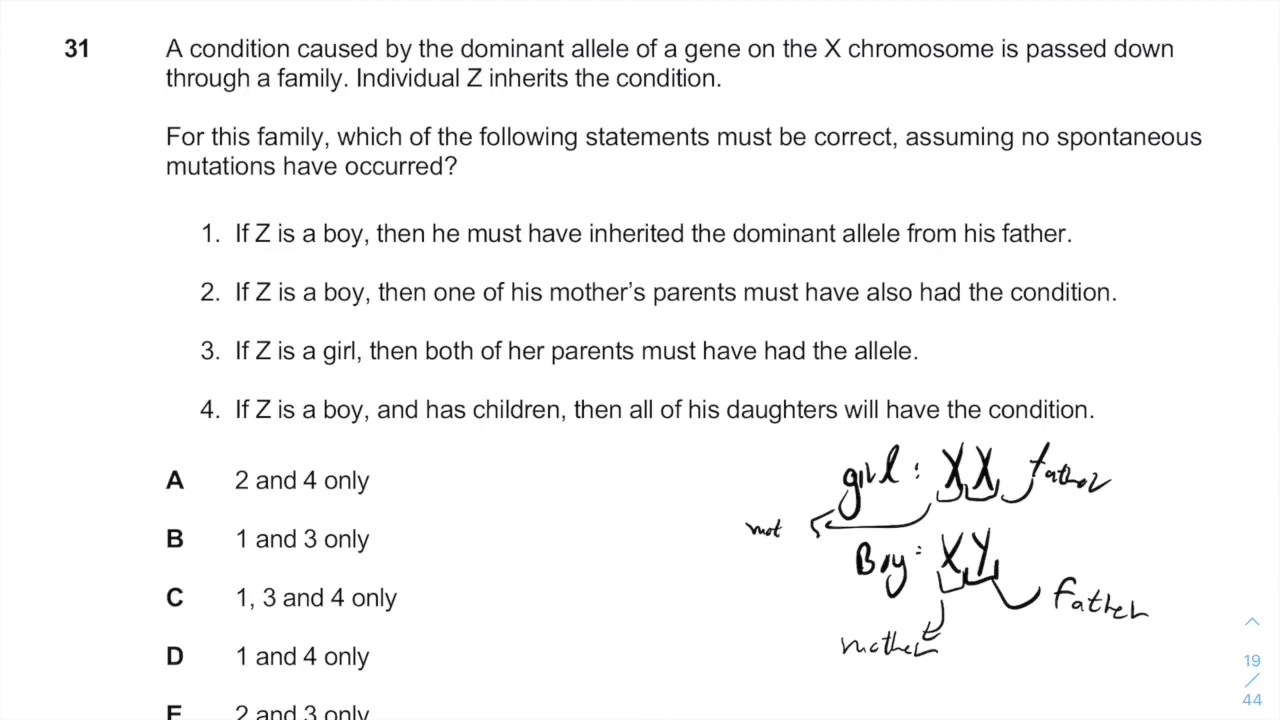 31 A condition caused by the dominant allele of a gene on the X chromosome is passed down
through a family. Individual Z inherits the condition.
For this family, which of the following statements must be correct, assuming no spontaneous
mutations have occurred?
1. If Z is a boy, then he must have inherited the dominant allele from his father.
2. If Z is a boy, then one of his mother's parents must have also had the condition.
3. If Z is a girl, then both of her parents must have had the allele.
4. If Z is a boy, and has children, then all of his daughters will have the condition.
A 2 and 4 only
B 1 and 3 only
C 1, 3 and 4 only
D 1 and 4 only
E 2 and 3 only
girl: XX father
mot
Boy: XY
Father
mother
19
/
44